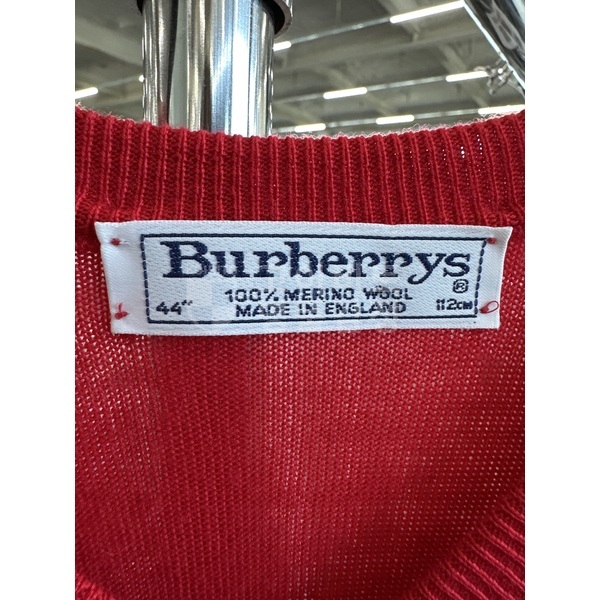 Burberrys®
44" 100% MERINO WOOL 112cm
MADE IN ENGLAND